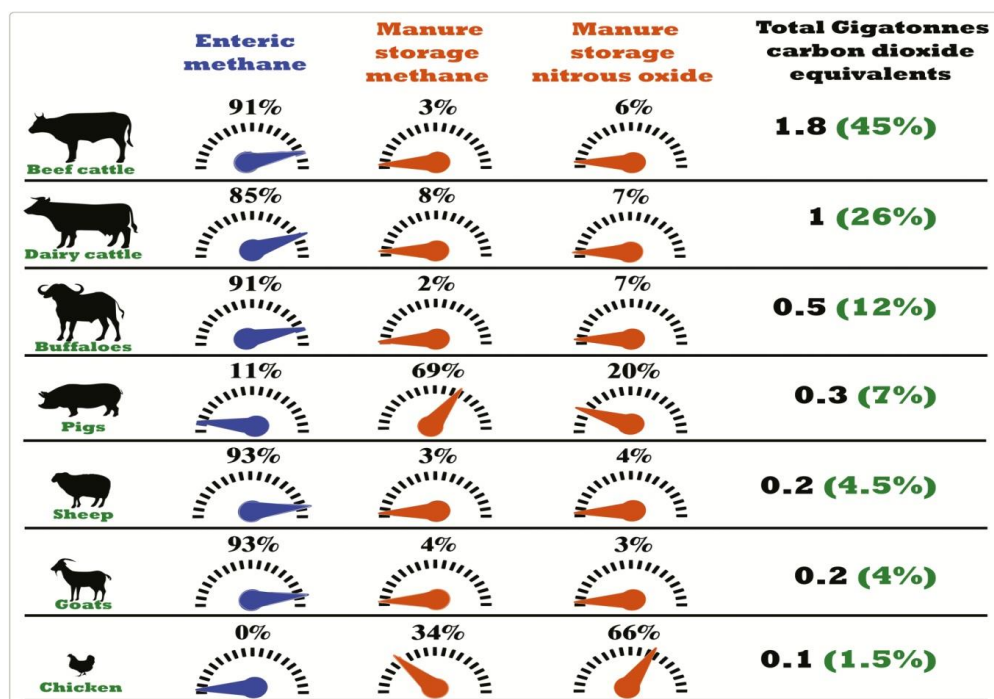 Enteric
methane
Manure
storage
methane
Manure
storage
nitrous oxide
Total Gigatonnes
carbon dioxide
equivalents
91% 3% 6%
1.8 (45%)
Beef cattle
85% 8% 7%
1 (26%)
Dairy cattle
91% 2% 7%
0.5 (12%)
Buffaloes
11% 69% 20%
0.3 (7%)
Pigs
93% 3% 4%
0.2 (4.5%)
Sheep
93% 4% 3%
0.2 (4%)
Goats
0% 34% 66%
0.1 (1.5%)
Chicken